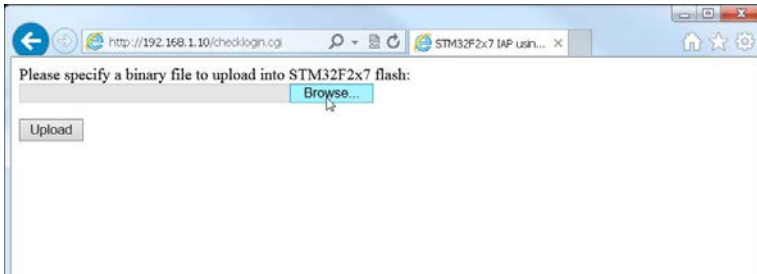 http://192.168.1.10/checklogin.cgi
STM32F2x7 IAP usin...
Please specify a binary file to upload into STM32F2x7 flash:
Browse...
Upload